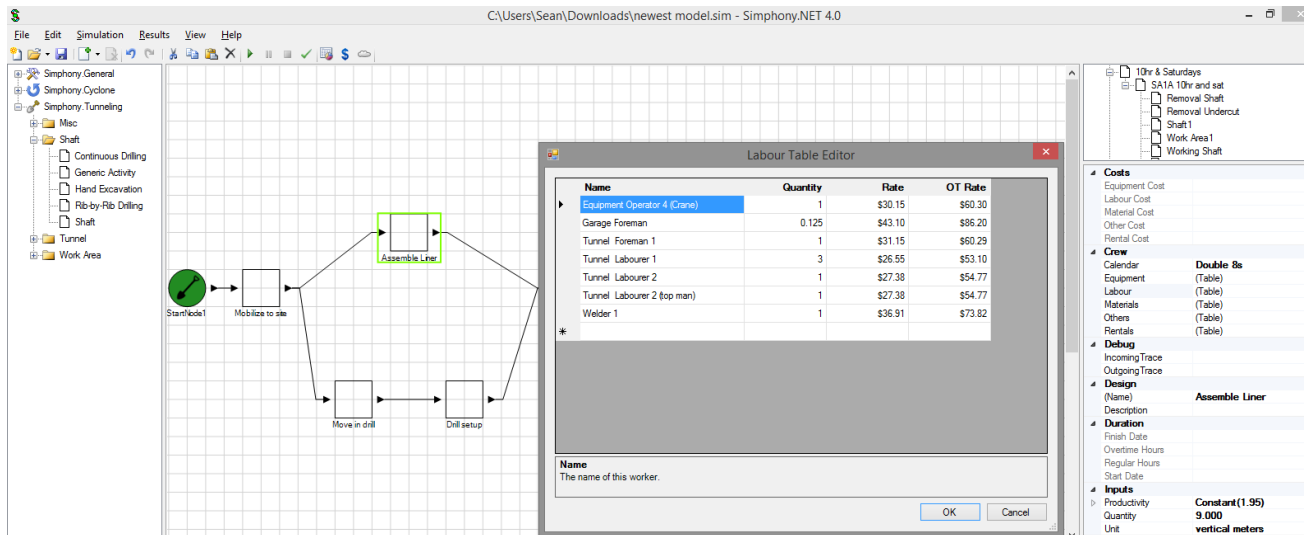 C:\Users\Sean\Downloads\newest model.sim - Simphony.NET 4.0
File Edit Simulation Results View Help
Simphony.General
Simphony.Cyclone
Simphony.Tunneling
Misc
Shaft
Continuous Drilling
Generic Activity
Hand Excavation
Rib-by-Rib Drilling
Shaft
Tunnel
Work Area
StartNode1
Mobilize to site
Assemble Liner
Move in drill
Drill setup
Labour Table Editor
Name Quantity Rate OT Rate
Equipment Operator 4 (Crane) 1 $30.15 $60.30
Garage Foreman 0.125 $43.10 $86.20
Tunnel Foreman 1 1 $31.15 $60.29
Tunnel Labourer 1 3 $26.55 $53.10
Tunnel Labourer 2 1 $27.38 $54.77
Tunnel Labourer 2 (top man) 1 $27.38 $54.77
Welder 1 1 $36.91 $73.82
Name
The name of this worker.
OK Cancel
10hr & Saturdays
SA1A 10hr and sat
Removal Shaft
Removal Undercut
Shaft1
Work Area1
Working Shaft
Costs
Equipment Cost
Labour Cost
Material Cost
Other Cost
Rental Cost
Crew
Calendar Double 8s
Equipment (Table)
Labour (Table)
Materials (Table)
Others (Table)
Rentals (Table)
Debug
IncomingTrace
OutgoingTrace
Design
(Name) Assemble Liner
Description
Duration
Finish Date
Overtime Hours
Regular Hours
Start Date
Inputs
Productivity Constant(1.95)
Quantity 9.000
Unit vertical meters